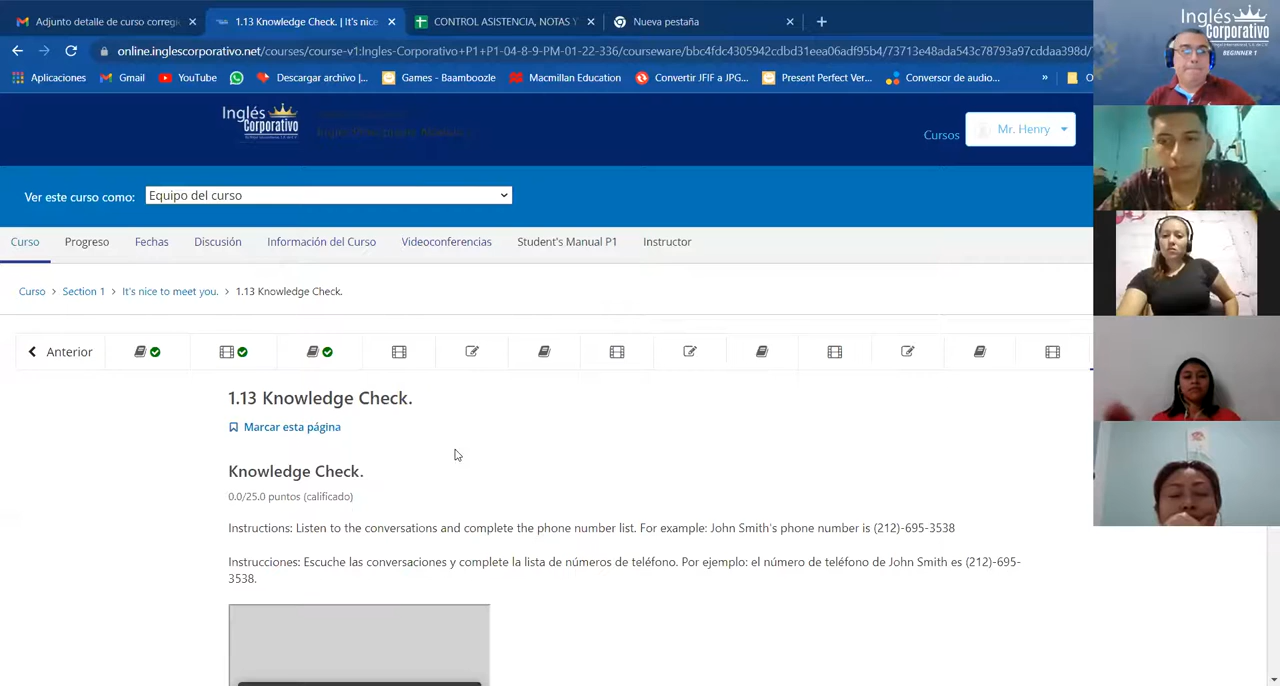 Adjunto detalle de curso corregi
1.13 Knowledge Check. | It's nice
CONTROL ASISTENCIA, NOTAS Y
Nueva pestaña
online.inglescorporativo.net/courses/course-v1:Ingles-Corporativo+P1+P1-04-8-9-PM-01-22-336/courseware/bbc4fdc4305942cdbd31eea06adf95b4/73713e48ada543c78793a97cddaa398d/
Aplicaciones
Gmail
YouTube
Descargar archivo |...
Games - Baamboozle
Macmillan Education
Convertir JFIF a JPG...
Present Perfect Ver...
Conversor de audio...
»
Inglés
Corporativo
BEGINNER 1
Inglés
Corporativo
Cursos
Mr. Henry
Ver este curso como:
Equipo del curso
Curso
Progreso
Fechas
Discusión
Información del Curso
Videoconferencias
Student's Manual P1
Instructor
Curso > Section 1 > It's nice to meet you. > 1.13 Knowledge Check.
Anterior
1.13 Knowledge Check.
Marcar esta página
Knowledge Check.
0.0/25.0 puntos (calificado)
Instructions: Listen to the conversations and complete the phone number list. For example: John Smith's phone number is (212)-695-3538
Instrucciones: Escuche las conversaciones y complete la lista de números de teléfono. Por ejemplo: el número de teléfono de John Smith es (212)-695-
3538.